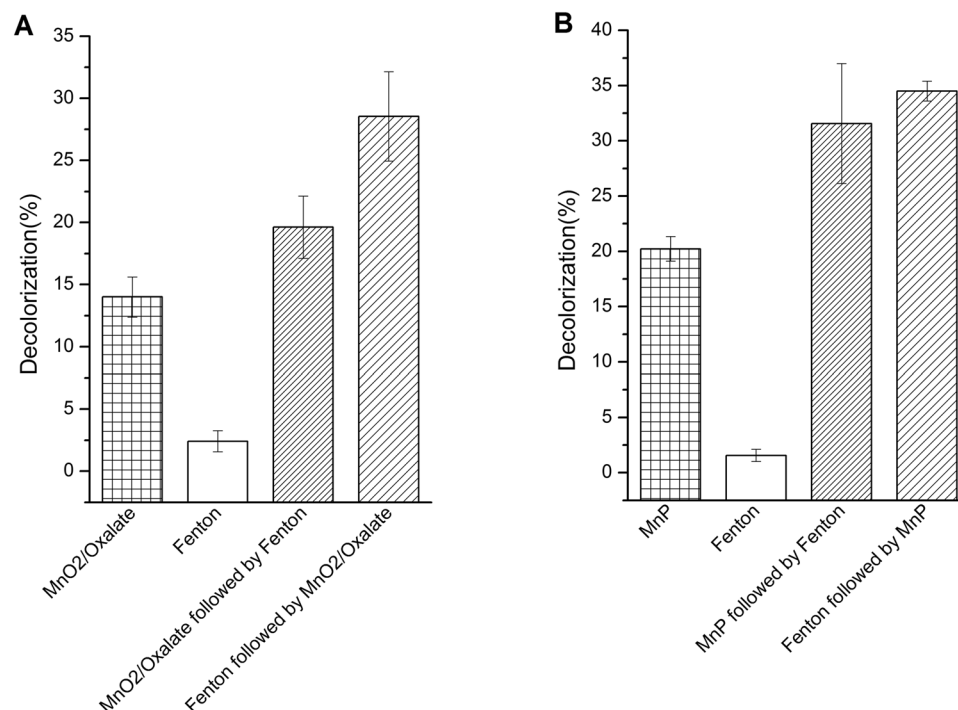 A
Decolorization(%)
35
30
25
20
15
10
5
0
MnO2/Oxalate
Fenton
MnO2/Oxalate followed by Fenton
Fenton followed by MnO2/Oxalate
B
Decolorization(%)
40
35
30
25
20
15
10
5
0
MnP
Fenton
MnP followed by Fenton
Fenton followed by MnP